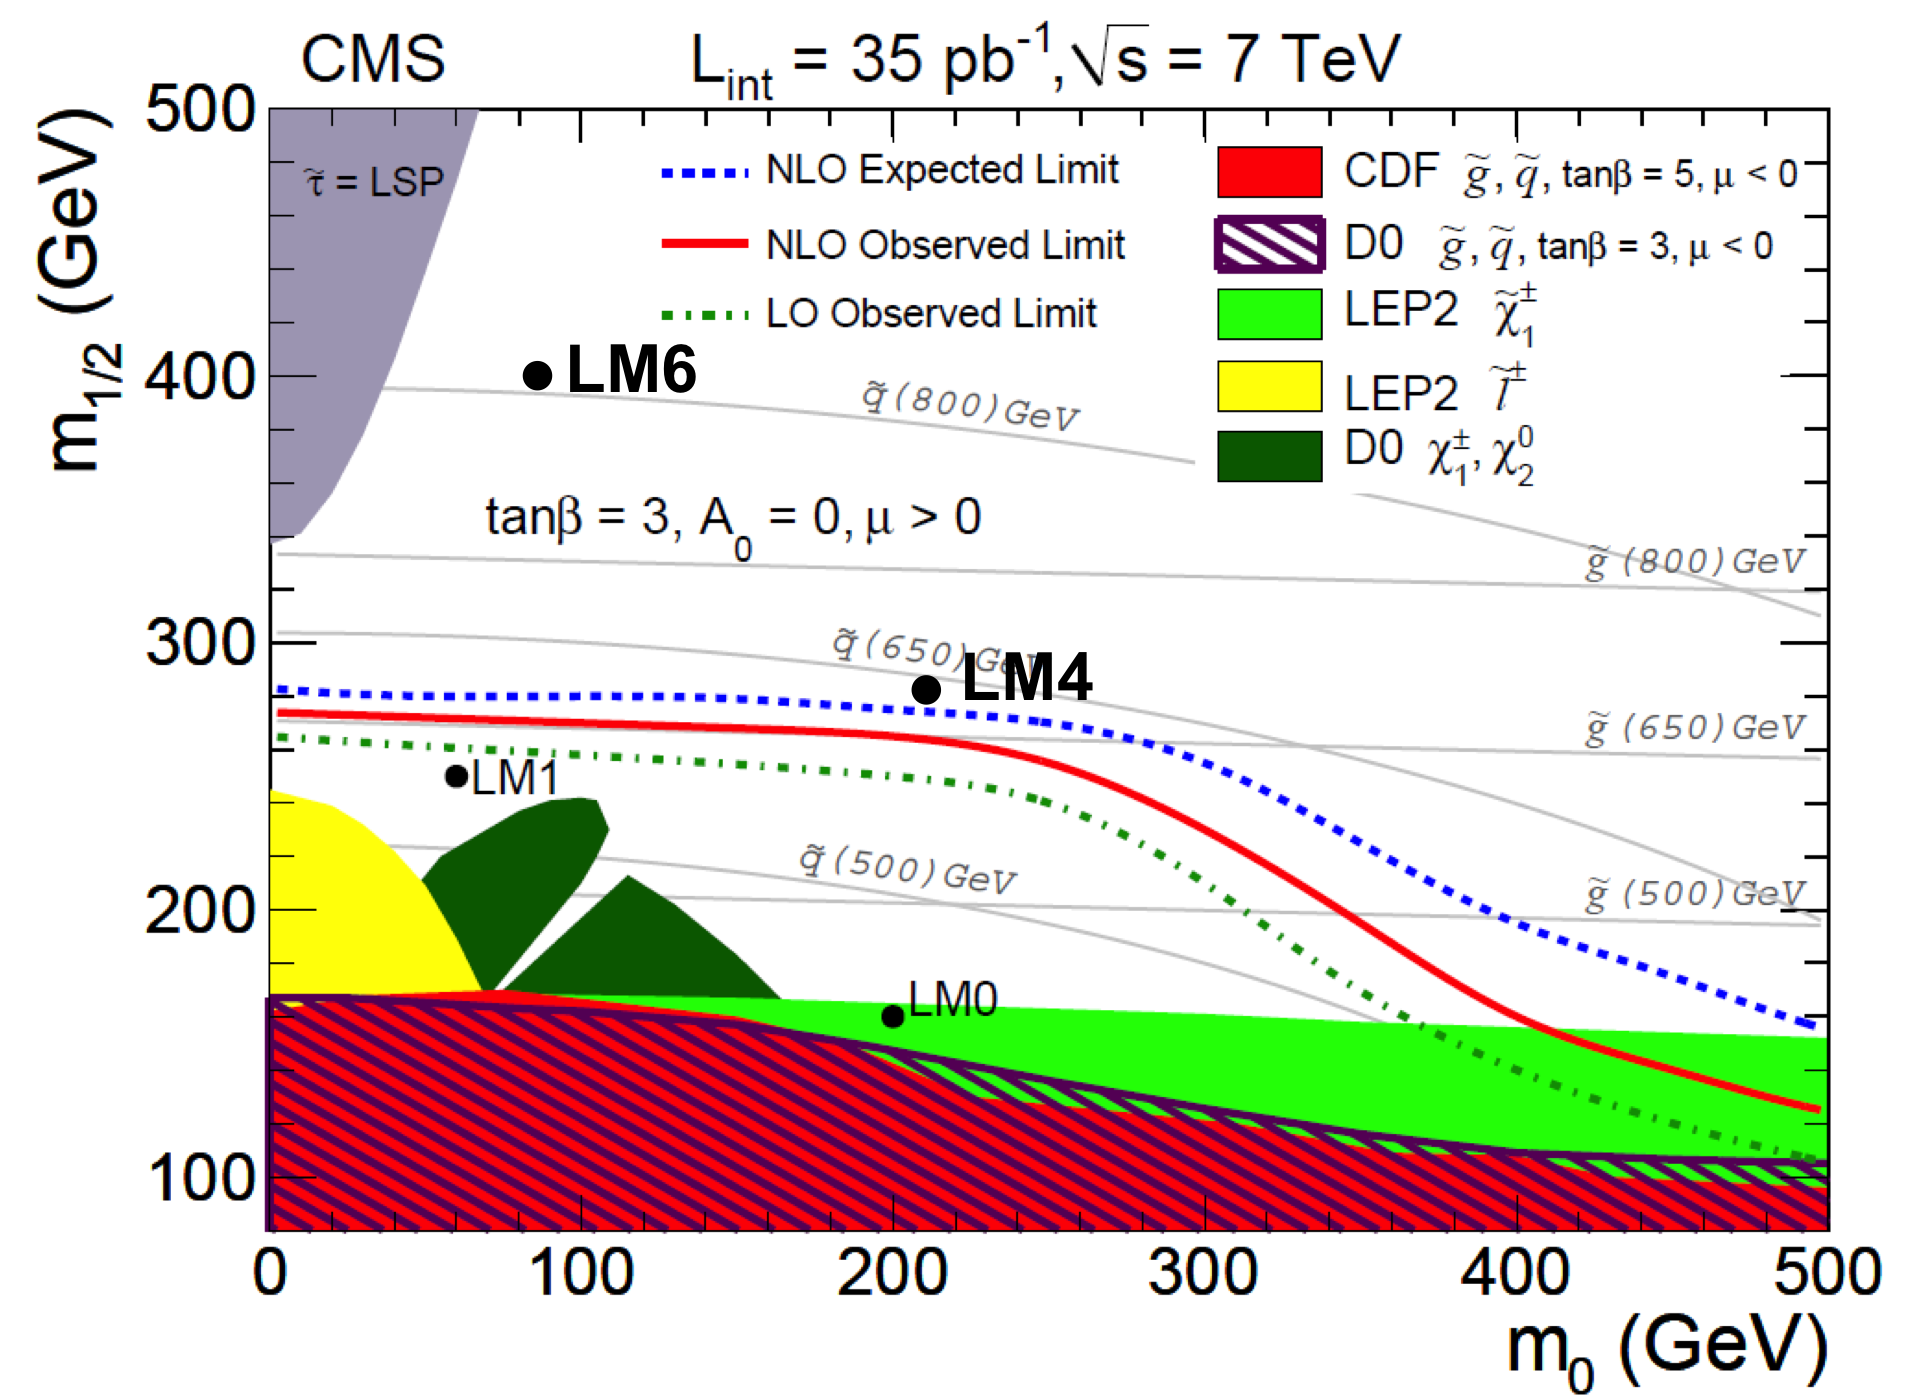 CMS
L_int = 35 pb⁻¹, √s = 7 TeV
m_1/2 (GeV)
500
400
300
200
100
τ̃ = LSP
NLO Expected Limit
NLO Observed Limit
LO Observed Limit
CDF g̃, q̃, tanβ = 5, μ < 0
D0 g̃, q̃, tanβ = 3, μ < 0
LEP2 χ̃₁±
LEP2 l̃±
D0 χ₁±, χ₂⁰
LM6
q̃(800)GeV
tanβ = 3, A₀ = 0, μ > 0
g̃(800)GeV
q̃(650)GeV
LM4
g̃(650)GeV
LM1
q̃(500)GeV
g̃(500)GeV
LM0
0 100 200 300 400 500
m₀ (GeV)